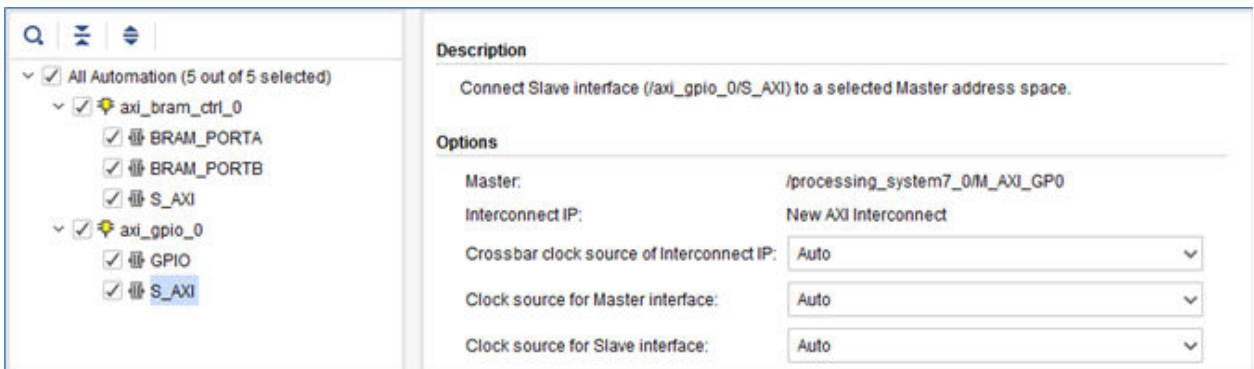 All Automation (5 out of 5 selected)
axi_bram_ctrl_0
BRAM_PORTA
BRAM_PORTB
S_AXI
axi_gpio_0
GPIO
S_AXI
Description
Connect Slave interface (/axi_gpio_0/S_AXI) to a selected Master address space.
Options
Master: /processing_system7_0/M_AXI_GP0
Interconnect IP: New AXI Interconnect
Crossbar clock source of Interconnect IP: Auto
Clock source for Master interface: Auto
Clock source for Slave interface: Auto